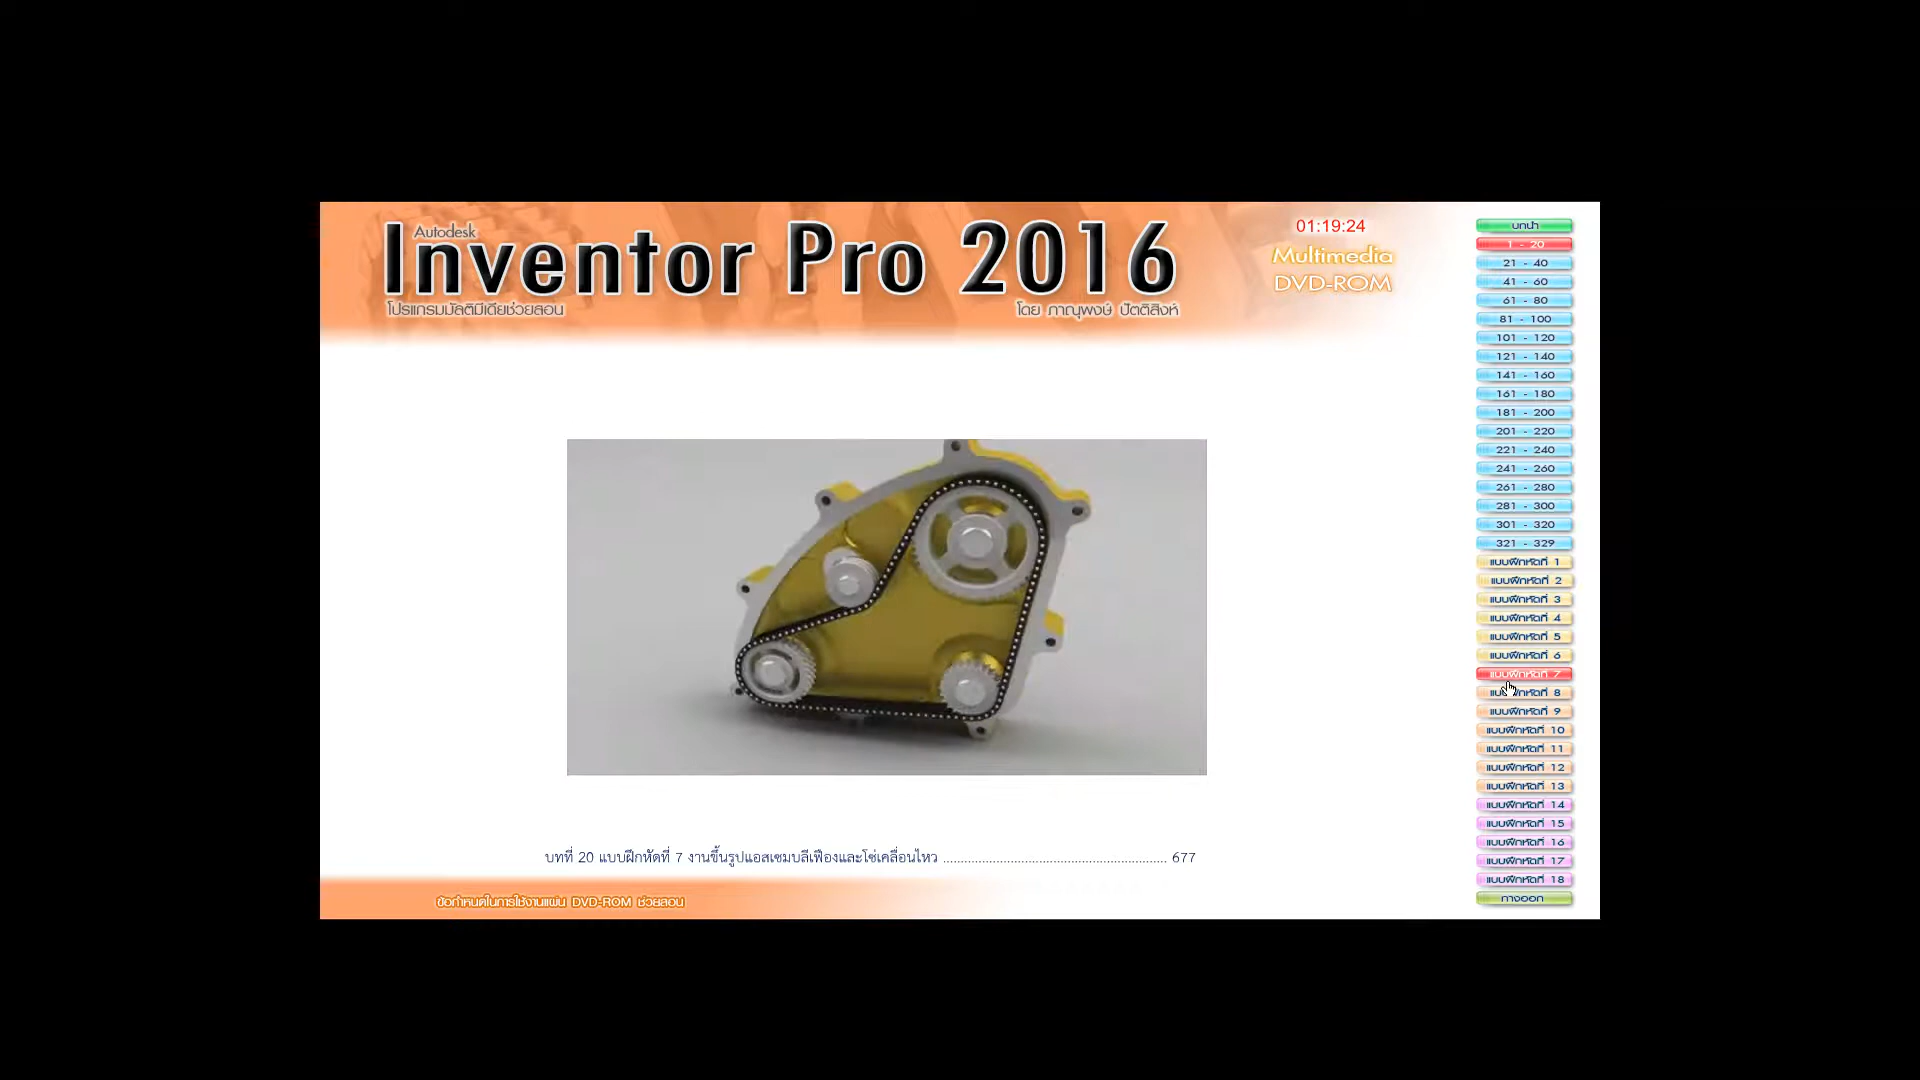 Autodesk
Inventor Pro 2016
โปรแกรมมัลติมีเดียช่วยสอน
โดย ภาณุพงษ์ ปัตติสิงห์
01:19:24
Multimedia
DVD-ROM
บทนำ
1 - 20
21 - 40
41 - 60
61 - 80
81 - 100
101 - 120
121 - 140
141 - 160
161 - 180
181 - 200
201 - 220
221 - 240
241 - 260
261 - 280
281 - 300
301 - 320
321 - 329
แบบฝึกหัดที่ 1
แบบฝึกหัดที่ 2
แบบฝึกหัดที่ 3
แบบฝึกหัดที่ 4
แบบฝึกหัดที่ 5
แบบฝึกหัดที่ 6
แบบฝึกหัดที่ 7
แบบฝึกหัดที่ 8
แบบฝึกหัดที่ 9
แบบฝึกหัดที่ 10
แบบฝึกหัดที่ 11
แบบฝึกหัดที่ 12
แบบฝึกหัดที่ 13
แบบฝึกหัดที่ 14
แบบฝึกหัดที่ 15
แบบฝึกหัดที่ 16
แบบฝึกหัดที่ 17
แบบฝึกหัดที่ 18
ทางออก
บทที่ 20 แบบฝึกหัดที่ 7 งานขึ้นรูปแอสเซมบลีเฟืองและโซ่เคลื่อนไหว ........................................................................ 677
ข้อกำหนดในการใช้งานแผ่น DVD-ROM ช่วยสอน